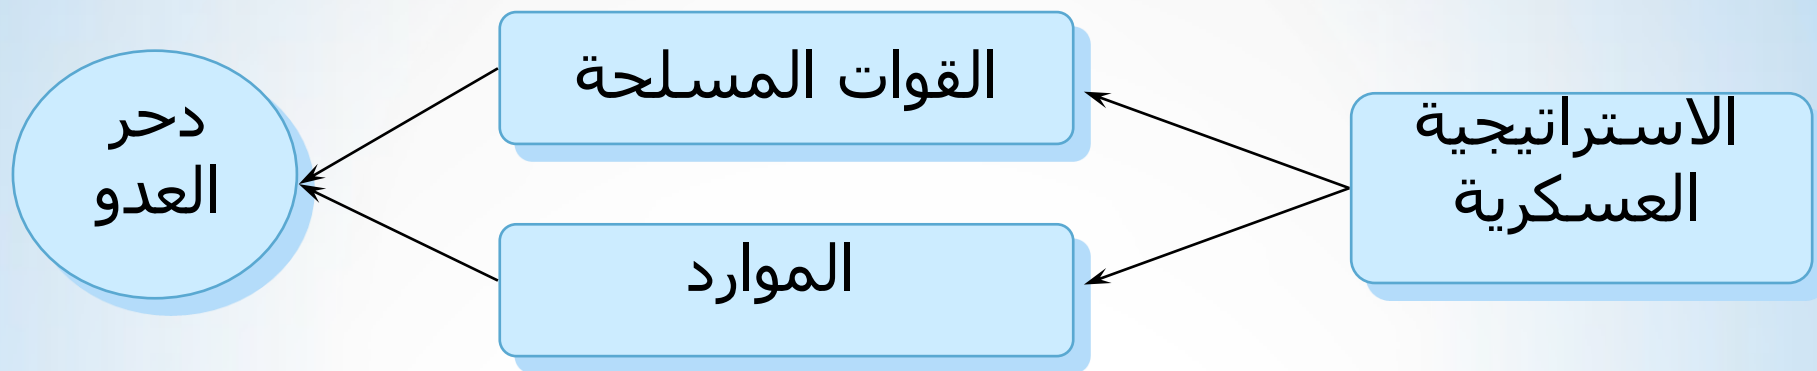 الاستراتيجية
العسكرية
القوات المسلحة
الموارد
دحر
العدو